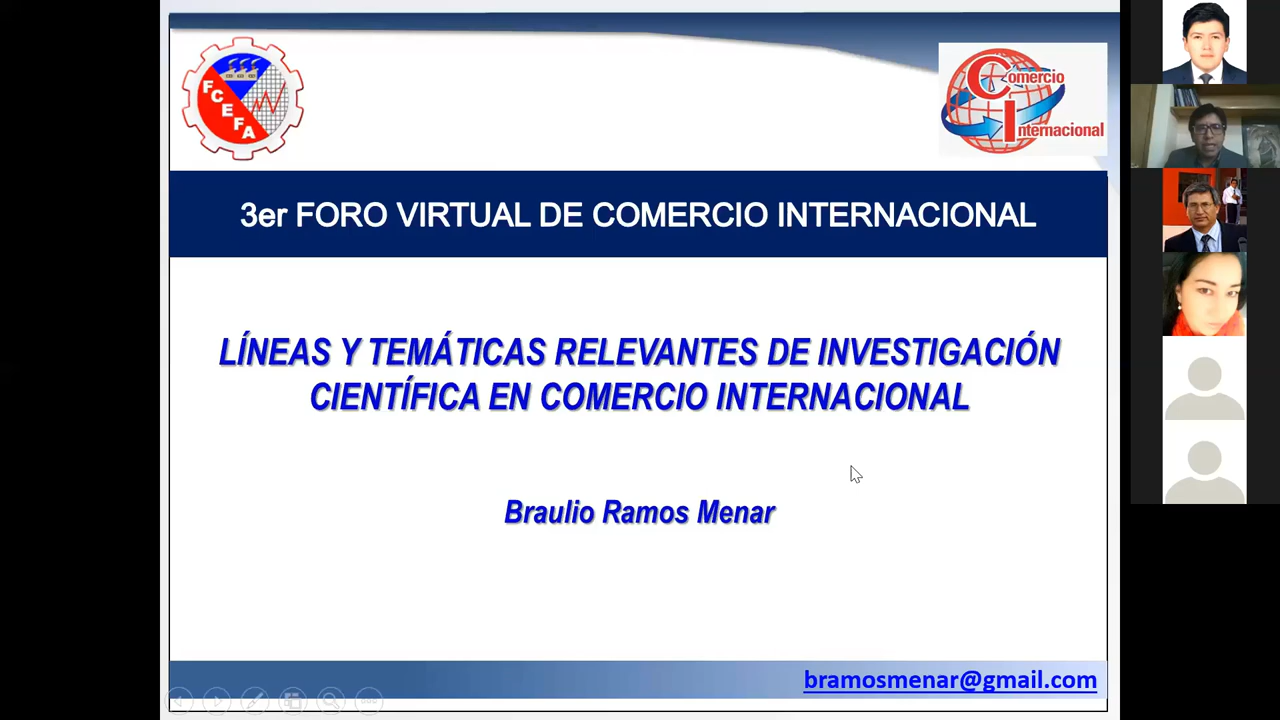 FCEFA
Comercio
Internacional
3er FORO VIRTUAL DE COMERCIO INTERNACIONAL
LÍNEAS Y TEMÁTICAS RELEVANTES DE INVESTIGACIÓN
CIENTÍFICA EN COMERCIO INTERNACIONAL
Braulio Ramos Menar
bramosmenar@gmail.com